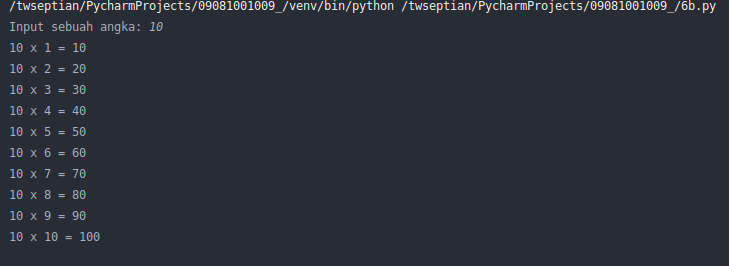 /twseptian/PycharmProjects/09081001009_/venv/bin/python /twseptian/PycharmProjects/09081001009_/6b.py
Input sebuah angka: 10
10 x 1 = 10
10 x 2 = 20
10 x 3 = 30
10 x 4 = 40
10 x 5 = 50
10 x 6 = 60
10 x 7 = 70
10 x 8 = 80
10 x 9 = 90
10 x 10 = 100